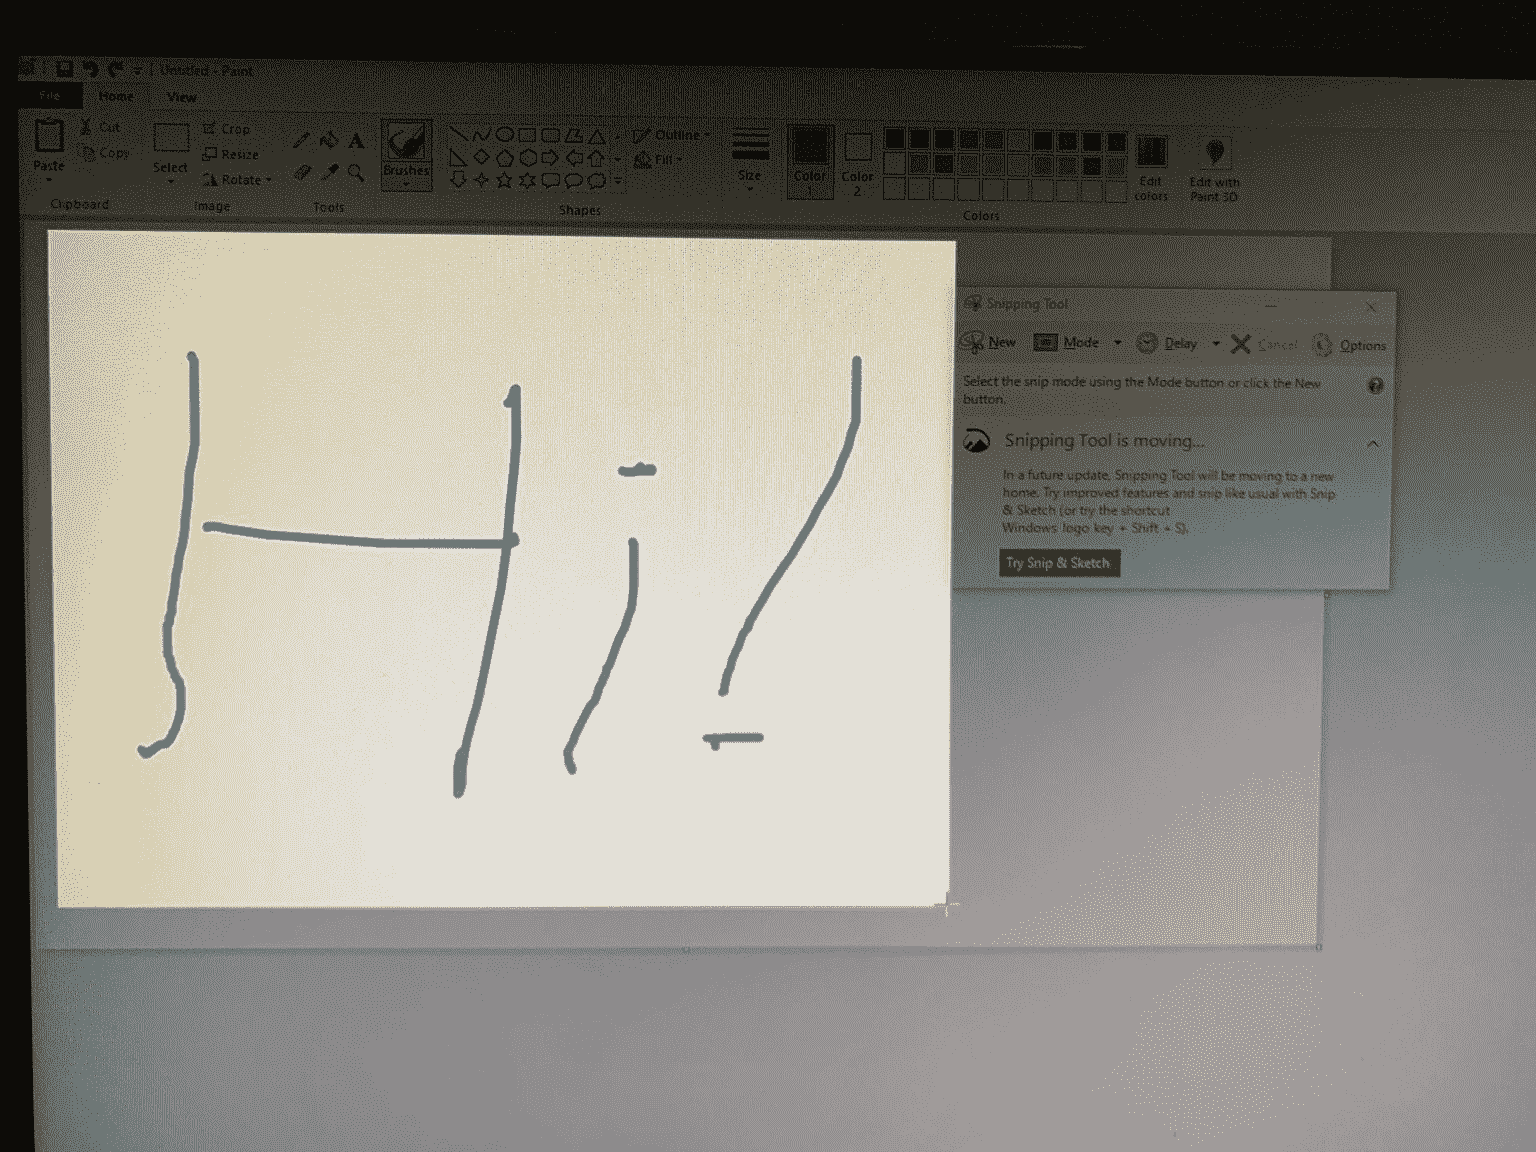 Untitled - Paint
File Home View
Paste Cut Copy Clipboard
Select Crop Resize Rotate Image
A
Tools
Brushes
Outline Fill Shapes
Size
Color 1
Color 2
Colors
Edit colors
Edit with Paint 3D
Hi!
Snipping Tool
New Mode Delay Cancel Options
Select the snip mode using the Mode button or click the New
button.
Snipping Tool is moving...
In a future update, Snipping Tool will be moving to a new
home. Try improved features and snip like usual with Snip
& Sketch (or try the shortcut
Windows logo key + Shift + S).
Try Snip & Sketch